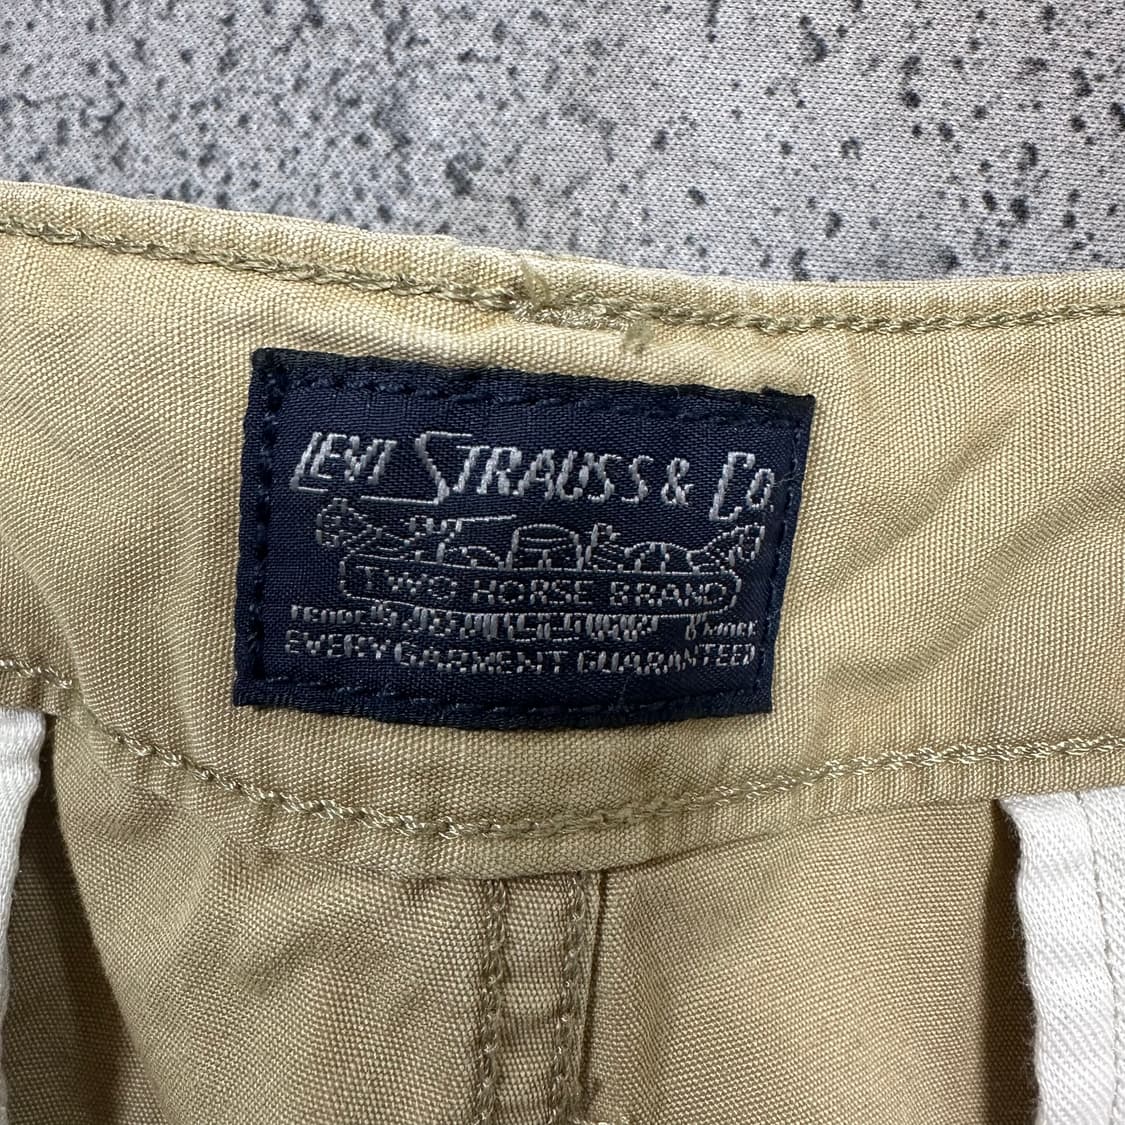 LEVI STRAUSS & CO.
TWO HORSE BRAND
EVERY GARMENT GUARANTEED